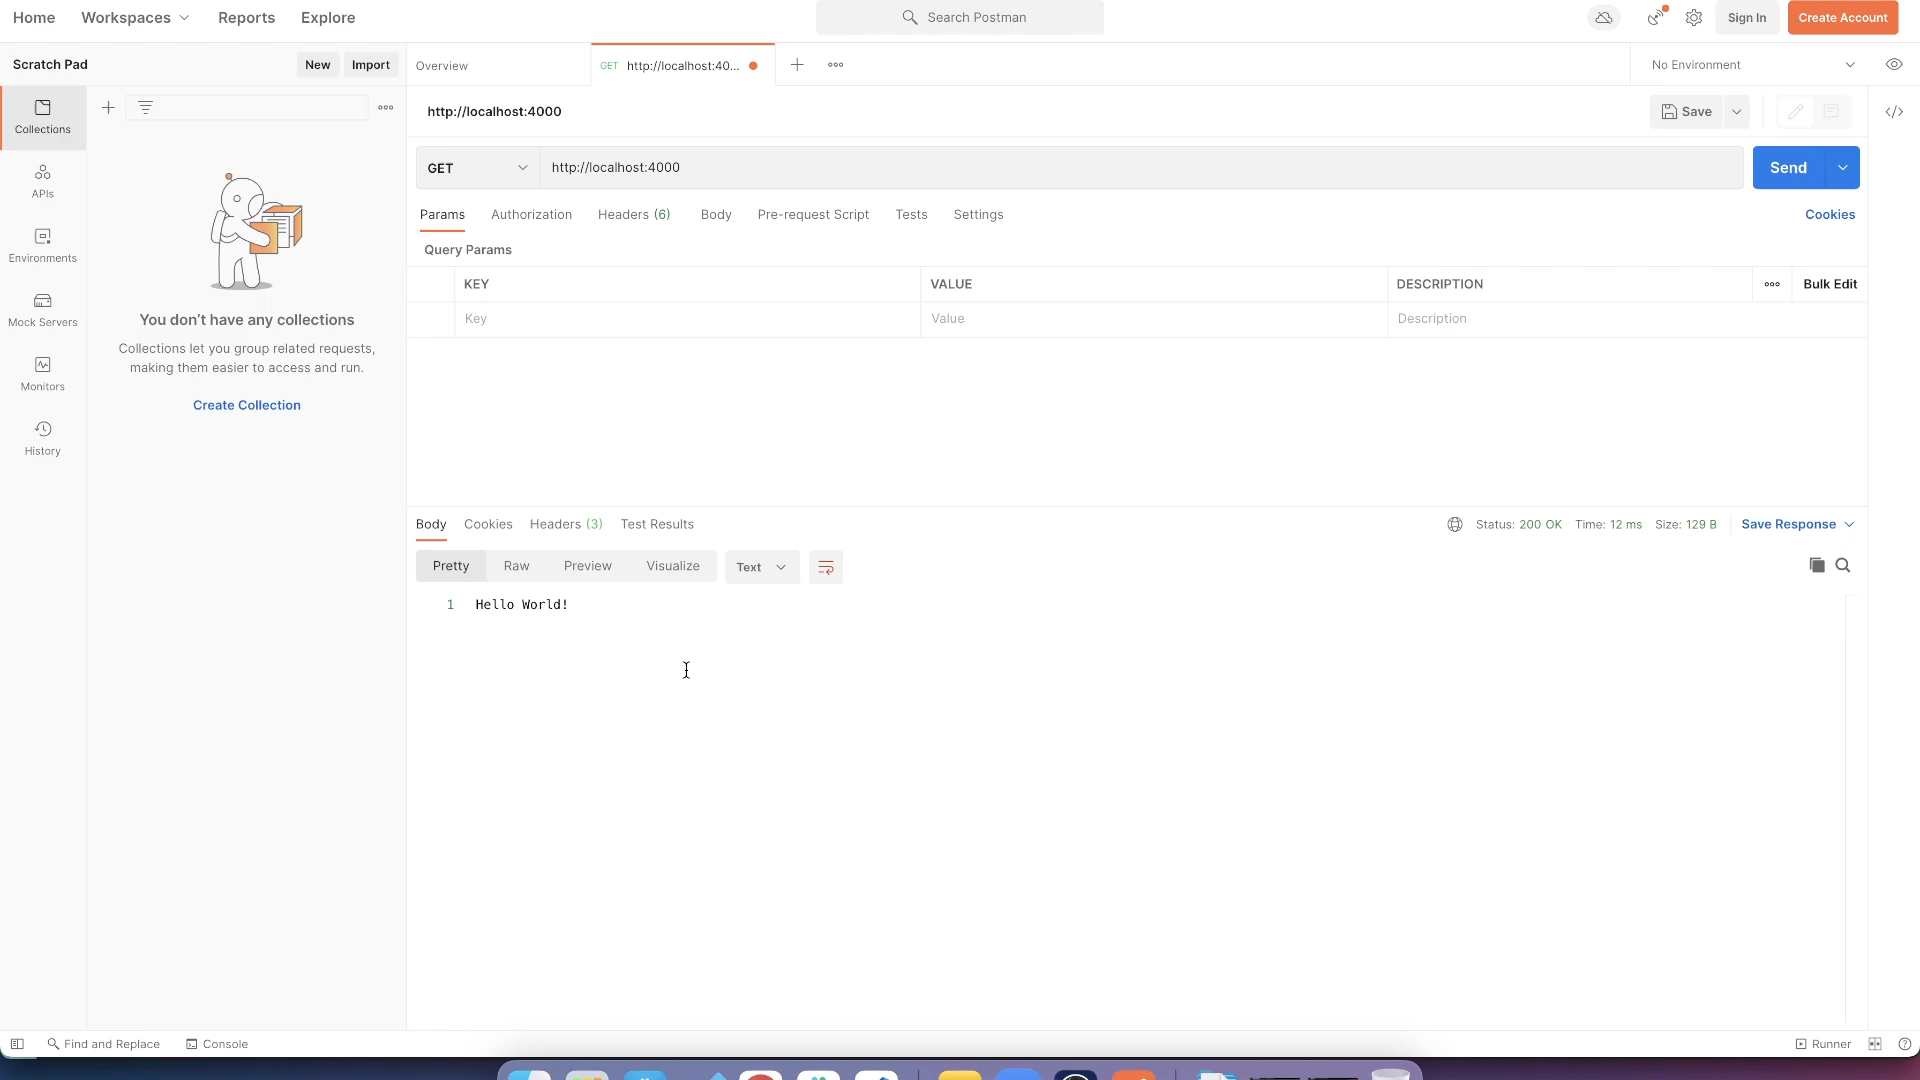 Home Workspaces Reports Explore
Search Postman
Sign In Create Account
Scratch Pad New Import
Overview GET http://localhost:40...
No Environment
Collections
APIs
Environments
Mock Servers
Monitors
History
You don’t have any collections
Collections let you group related requests,
making them easier to access and run.
Create Collection
http://localhost:4000
Save
GET http://localhost:4000
Send
Params Authorization Headers (6) Body Pre-request Script Tests Settings Cookies
Query Params
KEY VALUE DESCRIPTION Bulk Edit
Key Value Description
Body Cookies Headers (3) Test Results
Status: 200 OK Time: 12 ms Size: 129 B Save Response
Pretty Raw Preview Visualize Text
1 Hello World!
Find and Replace Console Runner